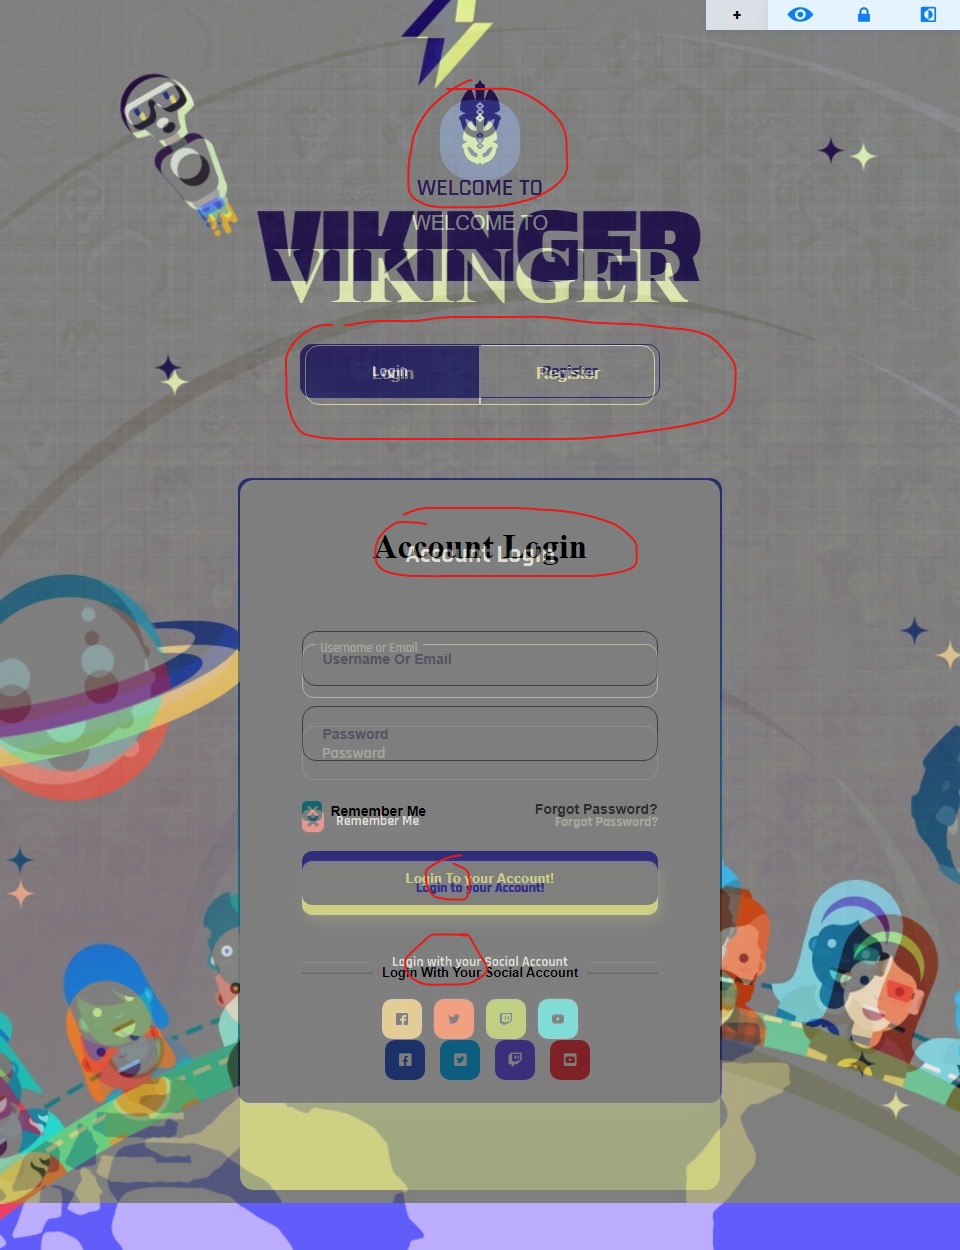 +
WELCOME TO
WELCOME TO
VIKINGER
VIKINGER
Login Register
Login Register
Account Login
Account Login
Username or Email
Username Or Email
Password
Password
Remember Me Forgot Password?
Remember Me Forgot Password?
Login To your Account!
Login to your Account!
Login with your Social Account
Login With Your Social Account